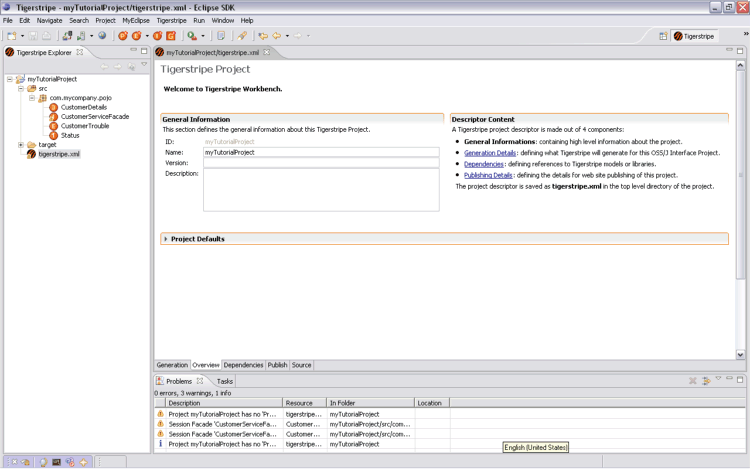 Tigerstripe - myTutorialProject/tigerstripe.xml - Eclipse SDK
File Edit Navigate Search Project MyEclipse Tigerstripe Run Window Help
Tigerstripe
Tigerstripe Explorer
myTutorialProject
src
com.mycompany.pojo
CustomerDetails
CustomerServiceFacade
CustomerTrouble
Status
target
tigerstripe.xml
myTutorialProject/tigerstripe.xml
Tigerstripe Project
Welcome to Tigerstripe Workbench.
General Information
This section defines the general information about this Tigerstripe Project.
ID: myTutorialProject
Name: myTutorialProject
Version:
Description:
Descriptor Content
A Tigerstripe project descriptor is made out of 4 components:
General Informations: containing high level information about the project.
Generation Details: defining what Tigerstripe will generate for this OSS/J Interface Project.
Dependencies: defining references to Tigerstripe models or libraries.
Publishing Details: defining the details for web site publishing of this project.
The project descriptor is saved as tigerstripe.xml in the top level directory of the project.
Project Defaults
Generation Overview Dependencies Publish Source
Problems Tasks
0 errors, 3 warnings, 1 info
Description Resource In Folder Location
Project myTutorialProject has no 'Pr... tigerstripe... myTutorialProject
Session Facade 'CustomerServiceFa... Customer... myTutorialProject/src/com...
Session Facade 'CustomerServiceFa... Customer... myTutorialProject/src/com...
Project myTutorialProject has no 'Pr... tigerstripe... myTutorialProject
English (United States)